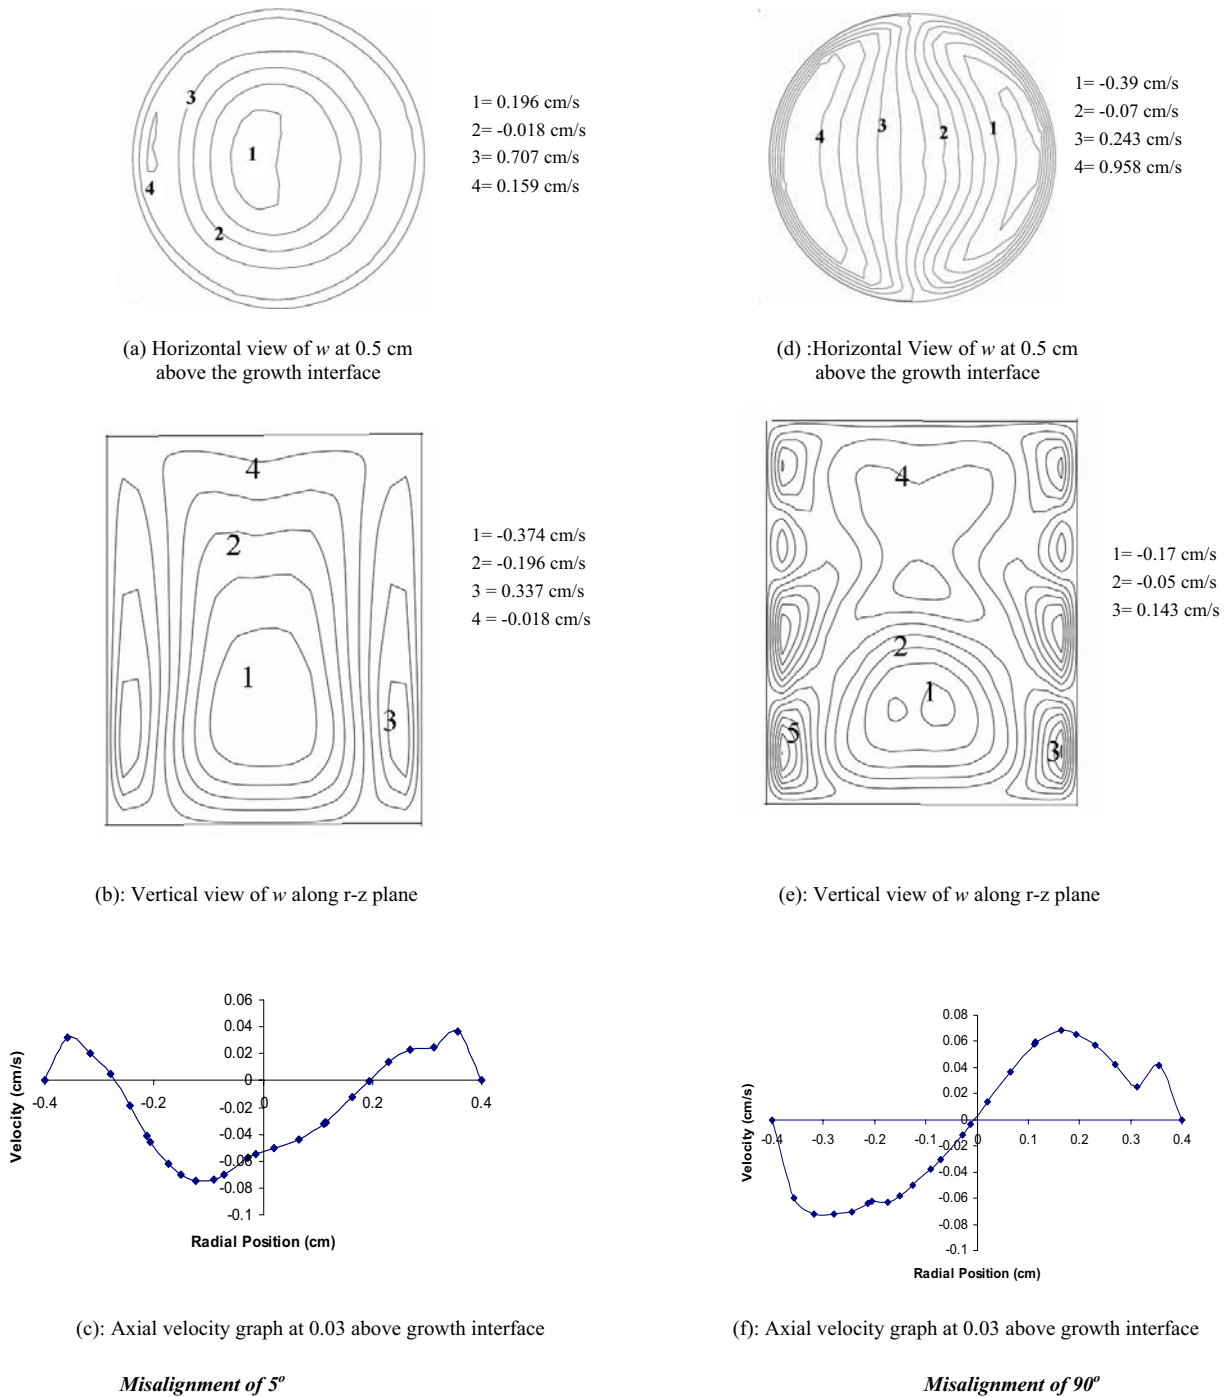 3
1
4
2
1= 0.196 cm/s
2= -0.018 cm/s
3= 0.707 cm/s
4= 0.159 cm/s
(a) Horizontal view of w at 0.5 cm
above the growth interface
4
3
2
1
1= -0.39 cm/s
2= -0.07 cm/s
3= 0.243 cm/s
4= 0.958 cm/s
(d) :Horizontal View of w at 0.5 cm
above the growth interface
4
2
1
3
1= -0.374 cm/s
2= -0.196 cm/s
3 = 0.337 cm/s
4 = -0.018 cm/s
(b): Vertical view of w along r-z plane
4
2
1
5
3
1= -0.17 cm/s
2= -0.05 cm/s
3= 0.143 cm/s
(e): Vertical view of w along r-z plane
Velocity (cm/s)
0.06
0.04
0.02
0
-0.02
-0.04
-0.06
-0.08
-0.1
-0.4
-0.2
0
0.2
0.4
Radial Position (cm)
(c): Axial velocity graph at 0.03 above growth interface
Velocity (cm/s)
0.08
0.06
0.04
0.02
0
-0.02
-0.04
-0.06
-0.08
-0.1
-0.4
-0.3
-0.2
-0.1
0
0.1
0.2
0.3
0.4
Radial Position (cm)
(f): Axial velocity graph at 0.03 above growth interface
Misalignment of 5º
Misalignment of 90º